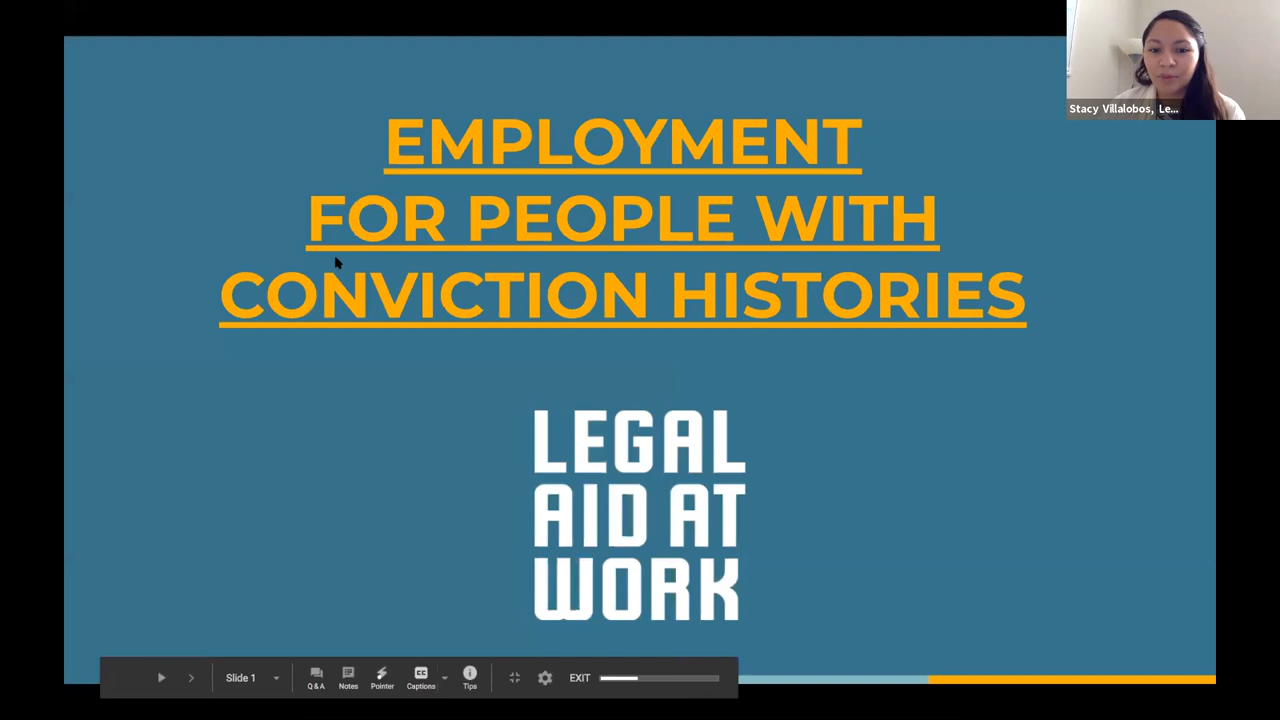 Stacy Villalobos, Le...
EMPLOYMENT
FOR PEOPLE WITH
CONVICTION HISTORIES
LEGAL
AID AT
WORK
Slide 1
Q & A
Notes
Pointer
Captions
Tips
EXIT